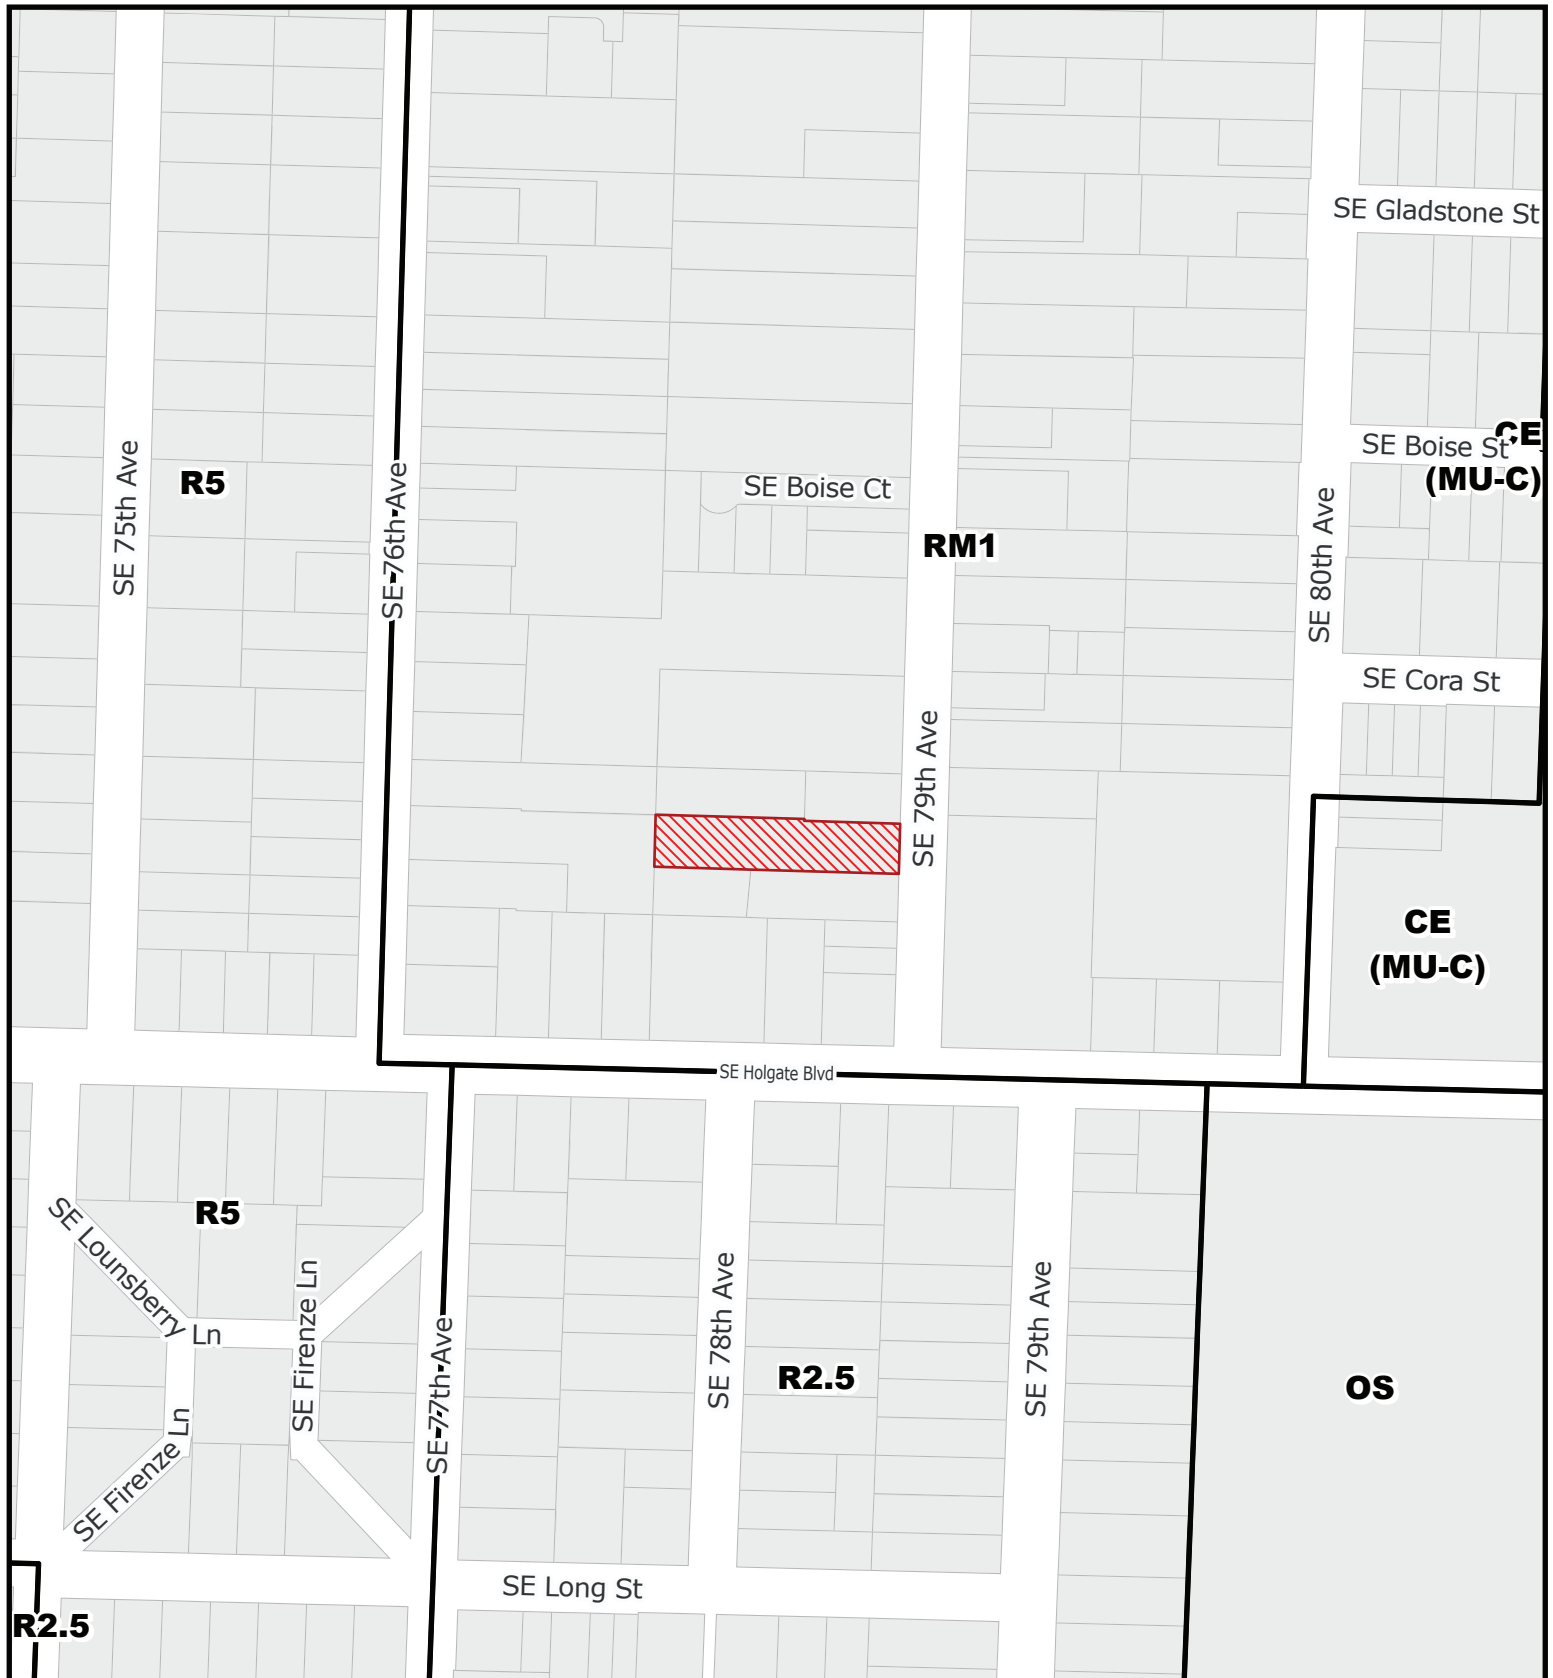 SE Gladstone St
CE
(MU-C)
SE Boise St
SE 75th Ave
R5
SE 76th Ave
SE Boise Ct
RM1
SE 80th Ave
SE Cora St
SE 79th Ave
CE
(MU-C)
SE Holgate Blvd
SE Lounsberry Ln
R5
SE Firenze Ln
SE Firenze Ln
SE 77th Ave
SE 78th Ave
R2.5
SE 79th Ave
OS
SE Long St
R2.5